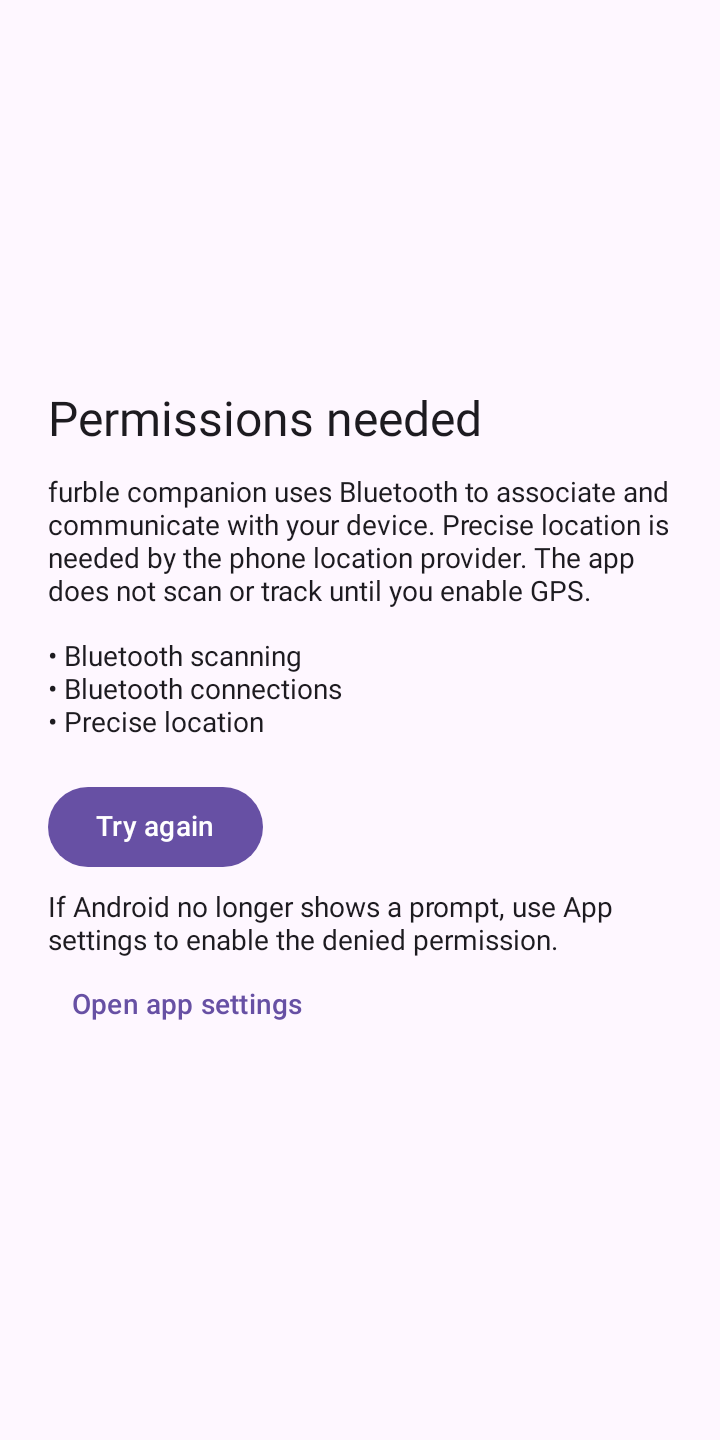 Permissions needed
furble companion uses Bluetooth to associate and
communicate with your device. Precise location is
needed by the phone location provider. The app
does not scan or track until you enable GPS.
• Bluetooth scanning
• Bluetooth connections
• Precise location
Try again
If Android no longer shows a prompt, use App
settings to enable the denied permission.
Open app settings